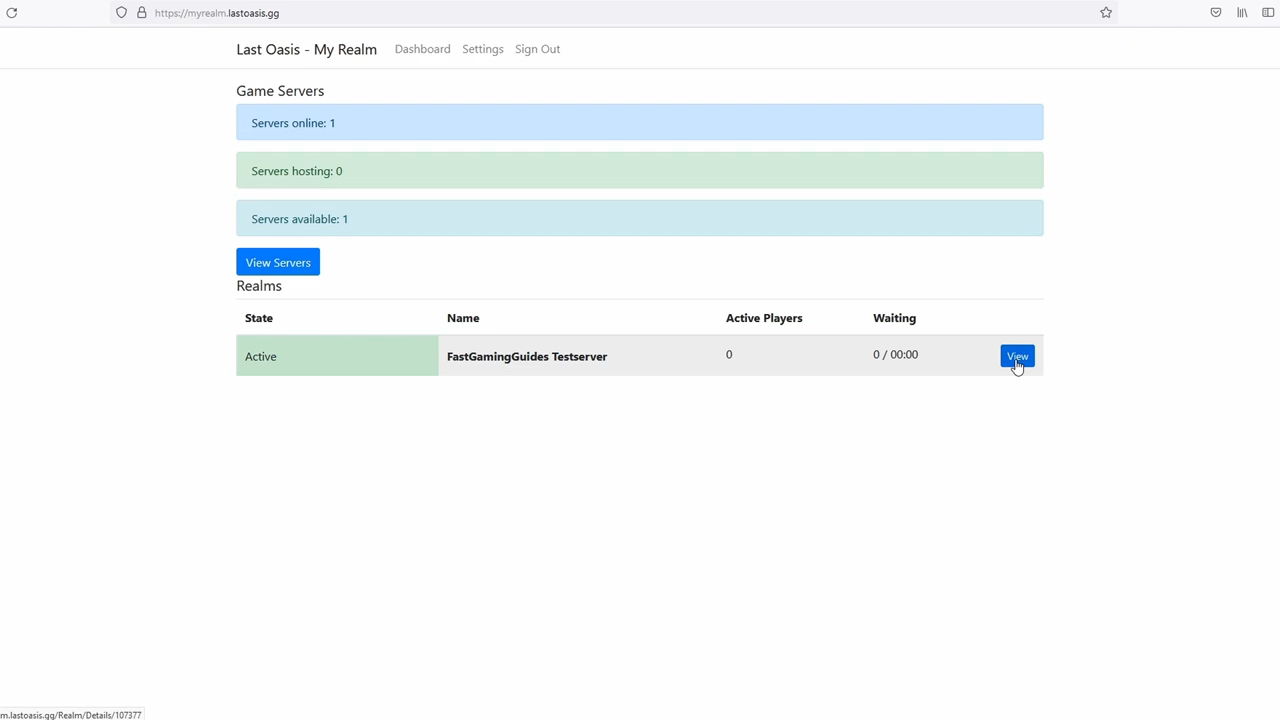 https://myrealm.lastoasis.gg
Last Oasis - My Realm Dashboard Settings Sign Out
Game Servers
Servers online: 1
Servers hosting: 0
Servers available: 1
View Servers
Realms
State Name Active Players Waiting
Active FastGamingGuides Testserver 0 0 / 00:00 View
m.lastoasis.gg/Realm/Details/107377